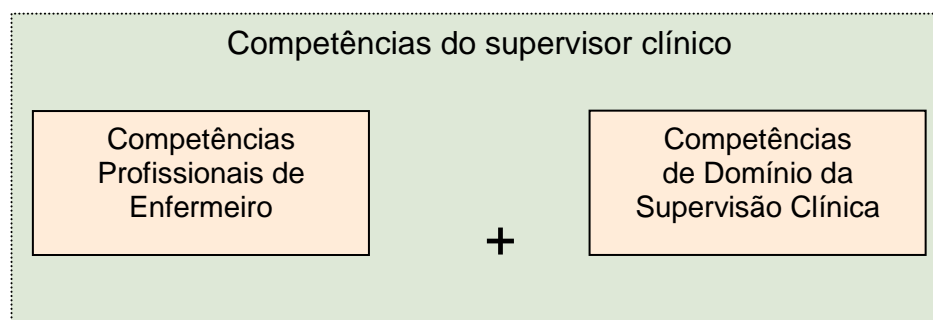 Competências do supervisor clínico
Competências
Profissionais de
Enfermeiro
+
Competências
de Domínio da
Supervisão Clínica